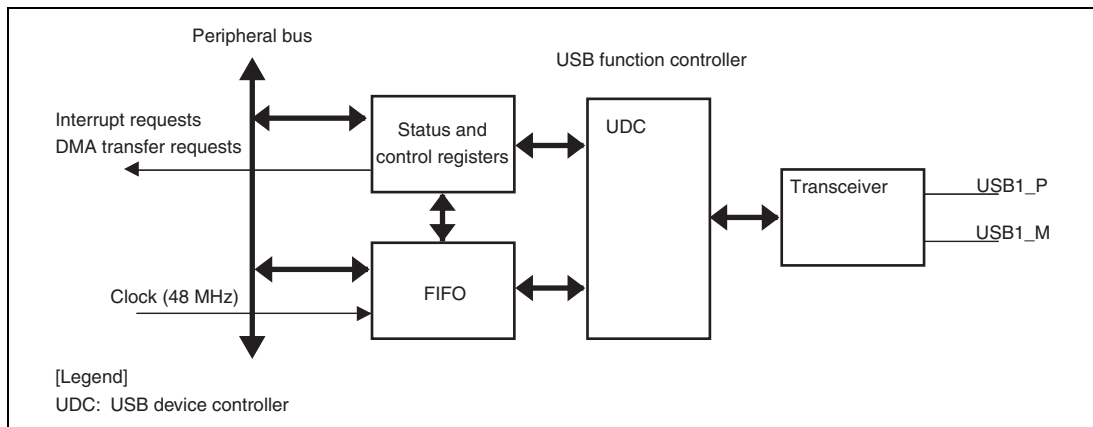 Peripheral bus
USB function controller
Interrupt requests
DMA transfer requests
Status and
control registers
UDC
Transceiver
USB1_P
USB1_M
FIFO
Clock (48 MHz)
[Legend]
UDC: USB device controller